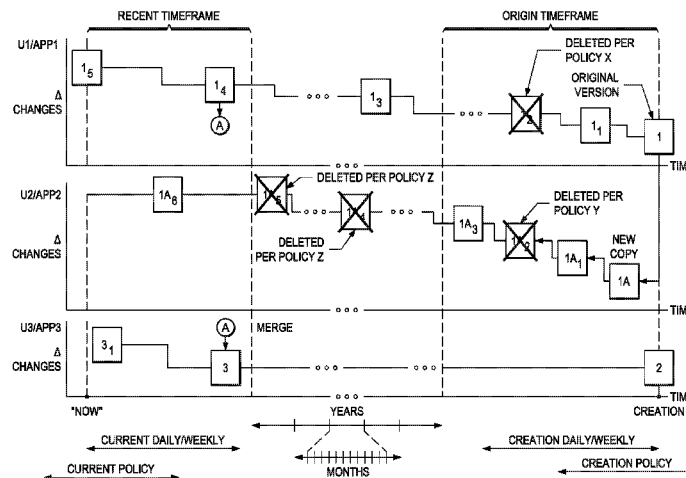 RECENT TIMEFRAME
ORIGIN TIMEFRAME
U1/APP1
Δ
CHANGES
1₅
1₄
A
1₃
DELETED PER
POLICY X
ORIGINAL
VERSION
1₁
1
TIM
U2/APP2
Δ
CHANGES
1A₆
DELETED PER POLICY Z
DELETED
PER POLICY Z
1A₃
DELETED PER
POLICY Y
1A₁
NEW
COPY
1A
TIM
U3/APP3
Δ
CHANGES
3₁
A
MERGE
3
2
TIM
"NOW"
YEARS
CREATION
CURRENT DAILY/WEEKLY
CREATION DAILY/WEEKLY
MONTHS
CURRENT POLICY
CREATION POLICY